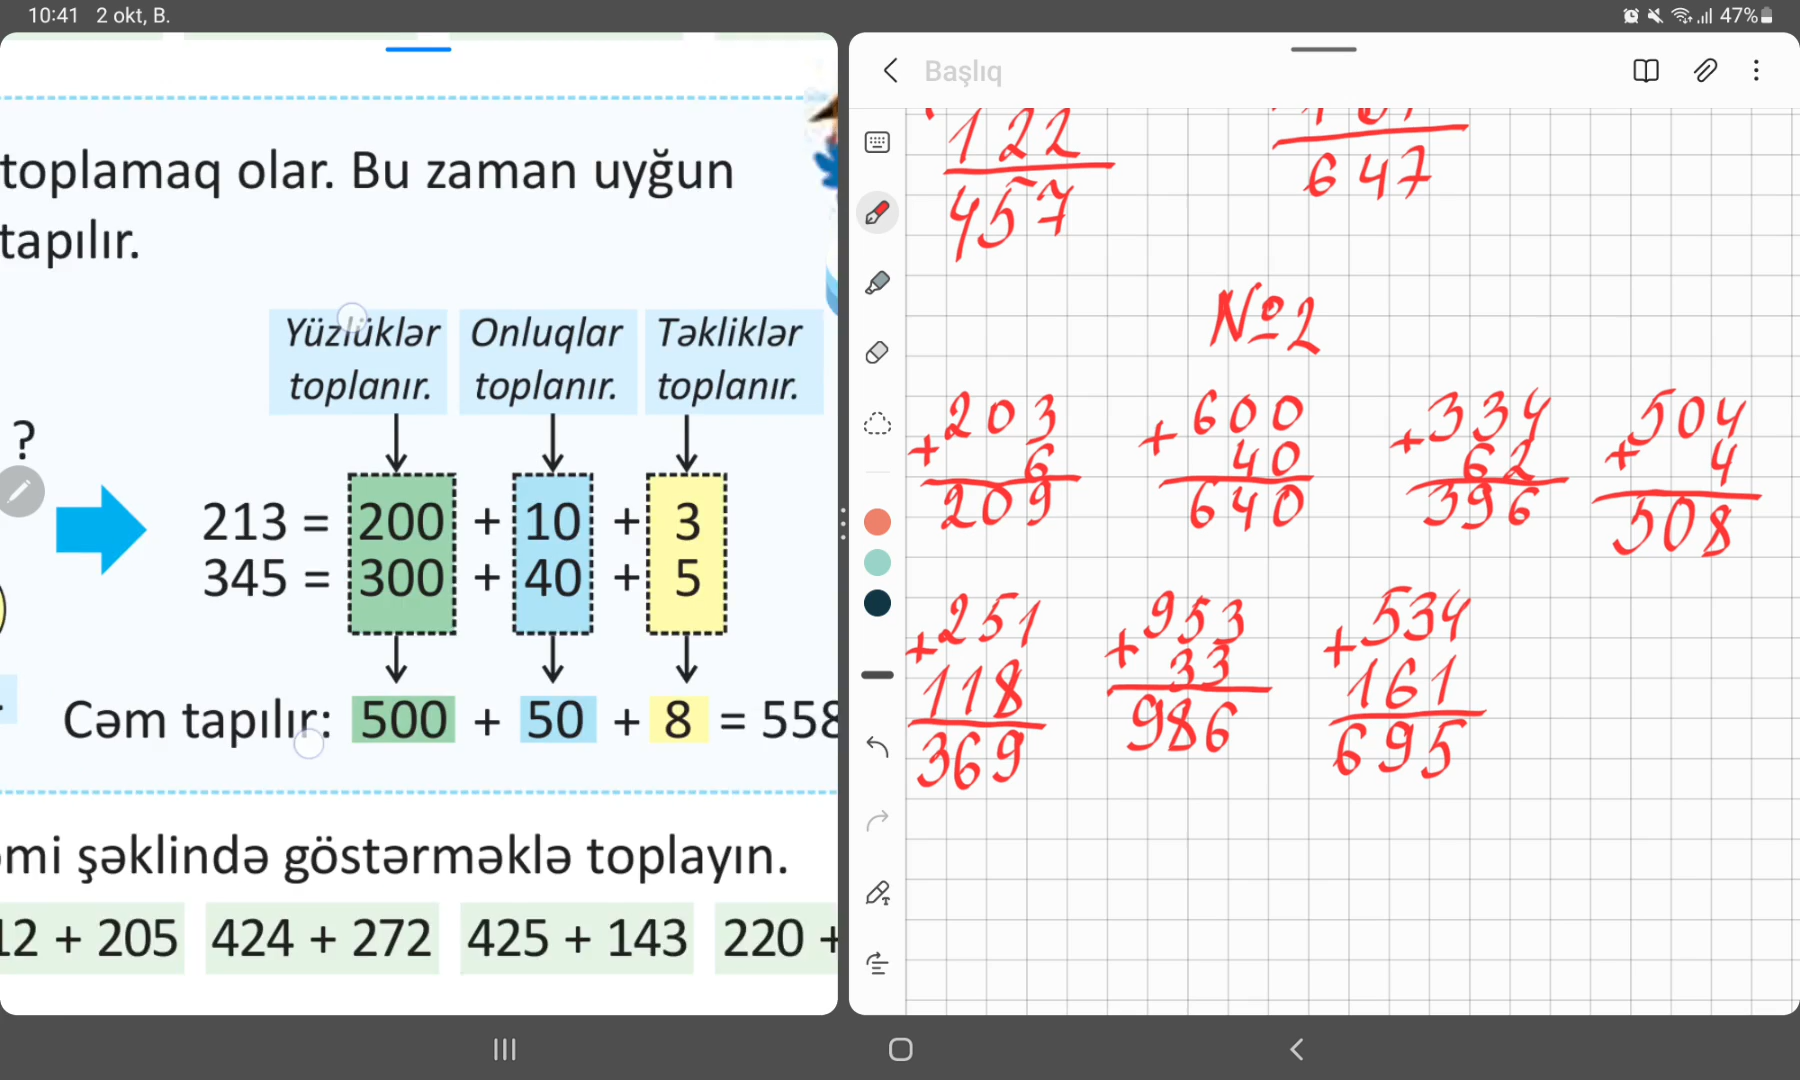 10:41 2 okt, B.
47%
toplamaq olar. Bu zaman uyğun
tapılır.
Yüzlüklər toplanır.
Onluqlar toplanır.
Təkliklər toplanır.
?
213 = 200 + 10 + 3
345 = 300 + 40 + 5
Cəm tapılır: 500 + 50 + 8 = 558
mi şəklində göstərməklə toplayın.
12 + 205 424 + 272 425 + 143 220 +
Başlıq
122
457
647
№2
+203 +600 +334 +504
6 40 62 4
209 640 396 508
+251 +953 +534
118 33 161
369 986 695